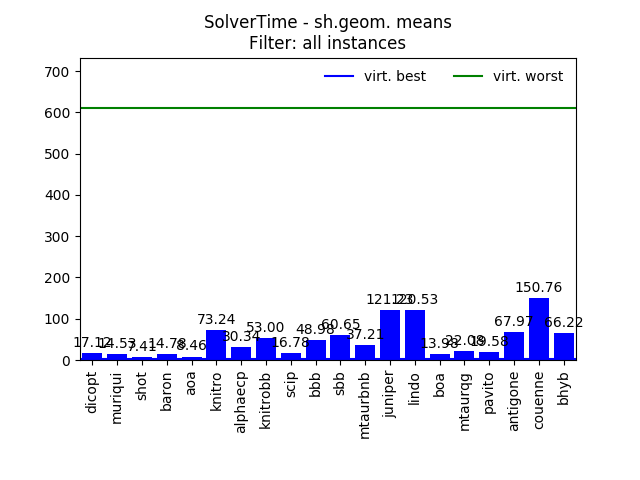 SolverTime - sh.geom. means
Filter: all instances
virt. best
virt. worst
700
600
500
400
300
200
100
0
17.12
14.53
7.41
14.78
8.46
73.24
30.34
53.00
16.78
48.98
60.65
37.21
121.23
120.53
13.98
22.08
19.58
67.97
150.76
66.22
dicopt
muriqui
shot
baron
aoa
knitro
alphaecp
knitrobb
scip
bbb
sbb
mtaurbnb
juniper
lindo
boa
mtaurqg
pavito
antigone
couenne
bhyb